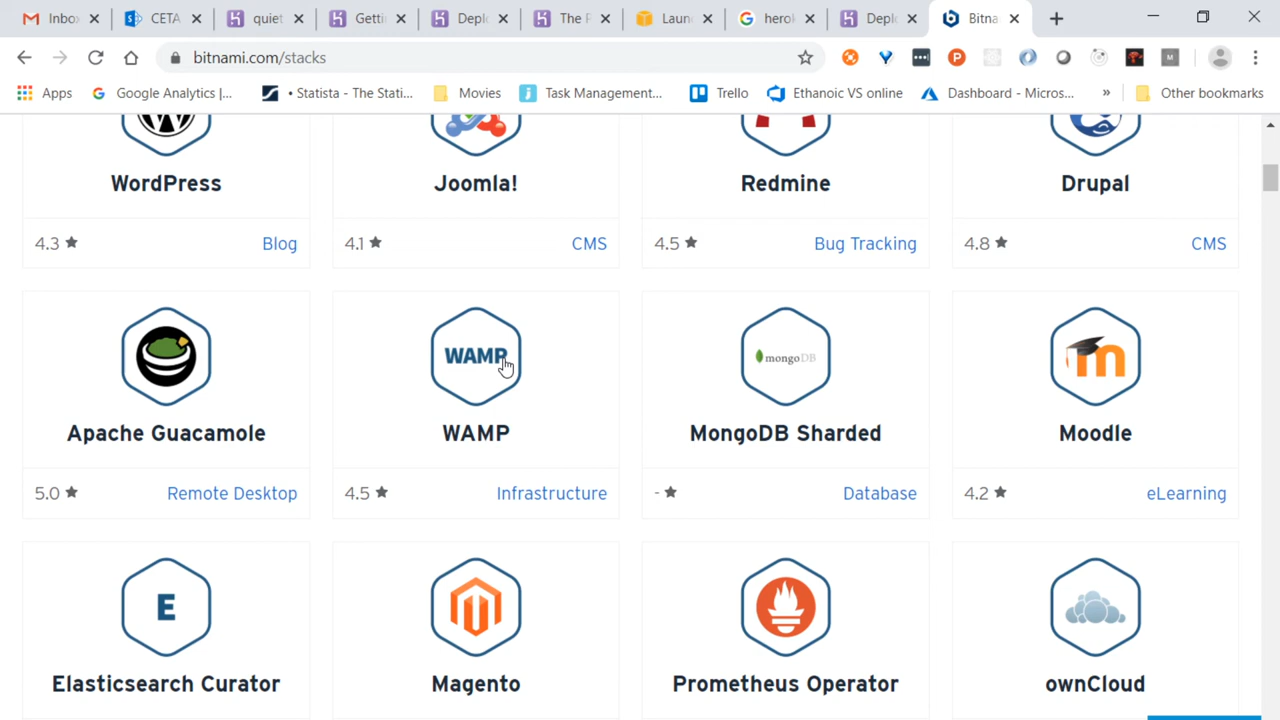 Inbox
CETA
quiet
Getti
Deplo
The P
Laun
herok
Deplo
Bitna
bitnami.com/stacks
Apps
Google Analytics |...
• Statista - The Stati...
Movies
Task Management...
Trello
Ethanoic VS online
Dashboard - Micros...
»
Other bookmarks
WordPress
Joomla!
Redmine
Drupal
4.3 ★ Blog
4.1 ★ CMS
4.5 ★ Bug Tracking
4.8 ★ CMS
WAMP
mongoDB
m
Apache Guacamole
WAMP
MongoDB Sharded
Moodle
5.0 ★ Remote Desktop
4.5 ★ Infrastructure
- ★ Database
4.2 ★ eLearning
E
Elasticsearch Curator
Magento
Prometheus Operator
ownCloud